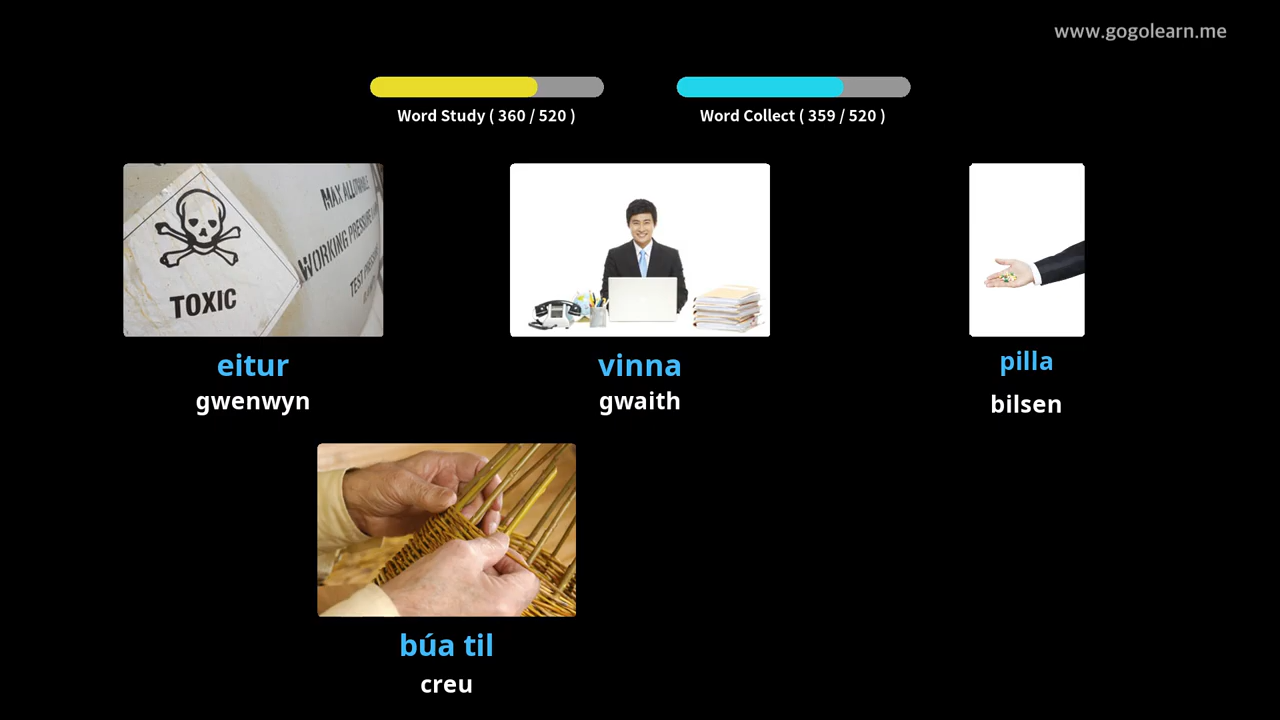 www.gogolearn.me
Word Study ( 360 / 520 )
Word Collect ( 359 / 520 )
TOXIC
MAX ALLOWABLE
WORKING PRESSURE
TEST PRESS
eitur
gwenwyn
vinna
gwaith
pilla
bilsen
búa til
creu